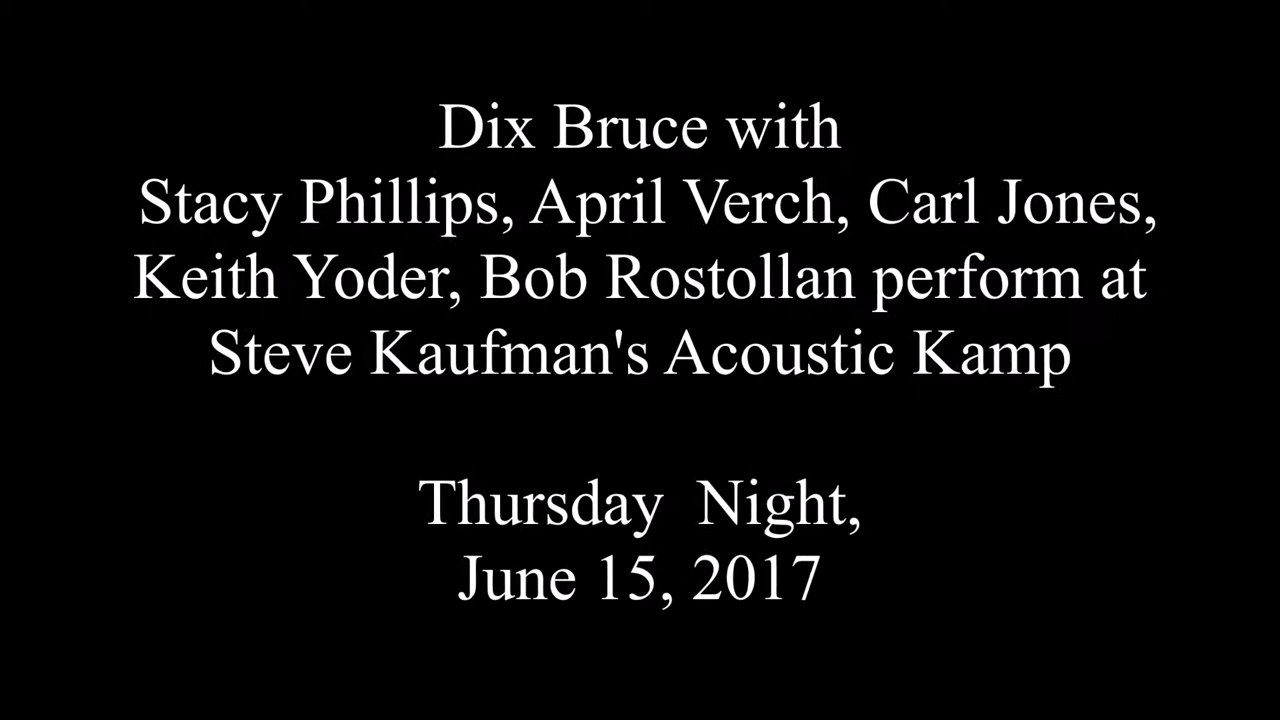 Dix Bruce with
Stacy Phillips, April Verch, Carl Jones,
Keith Yoder, Bob Rostollan perform at
Steve Kaufman's Acoustic Kamp
Thursday  Night,
June 15, 2017